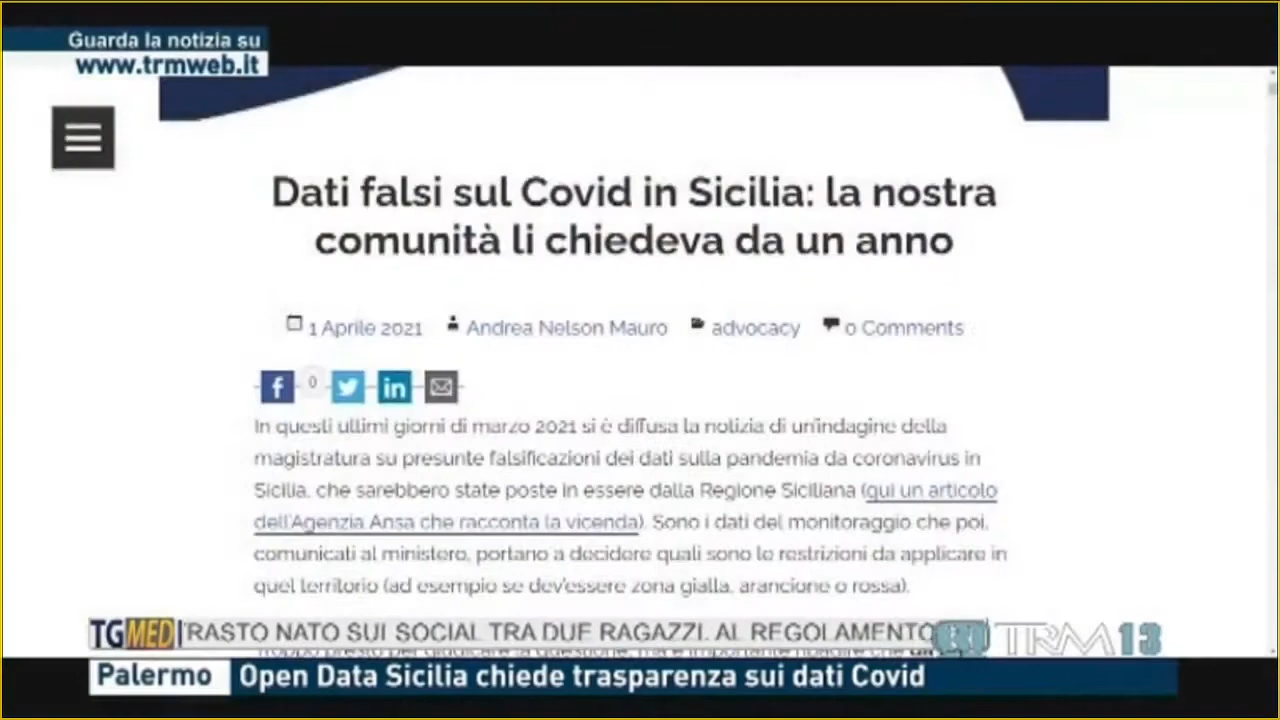 Guarda la notizia su
www.trmweb.it
Dati falsi sul Covid in Sicilia: la nostra
comunità li chiedeva da un anno
1 Aprile 2021 Andrea Nelson Mauro advocacy 0 Comments
f 0 in
In questi ultimi giorni di marzo 2021 si è diffusa la notizia di un'indagine della
magistratura su presunte falsificazioni dei dati sulla pandemia da coronavirus in
Sicilia, che sarebbero state poste in essere dalla Regione Siciliana (qui un articolo
dell'Agenzia Ansa che racconta la vicenda). Sono i dati del monitoraggio che poi,
comunicati al ministero, portano a decidere quali sono le restrizioni da applicare in
quel territorio (ad esempio se dev'essere zona gialla, arancione o rossa).
TGMED RASTO NATO SUI SOCIAL TRA DUE RAGAZZI. AL REGOLAMENTO TRM13
Palermo Open Data Sicilia chiede trasparenza sui dati Covid